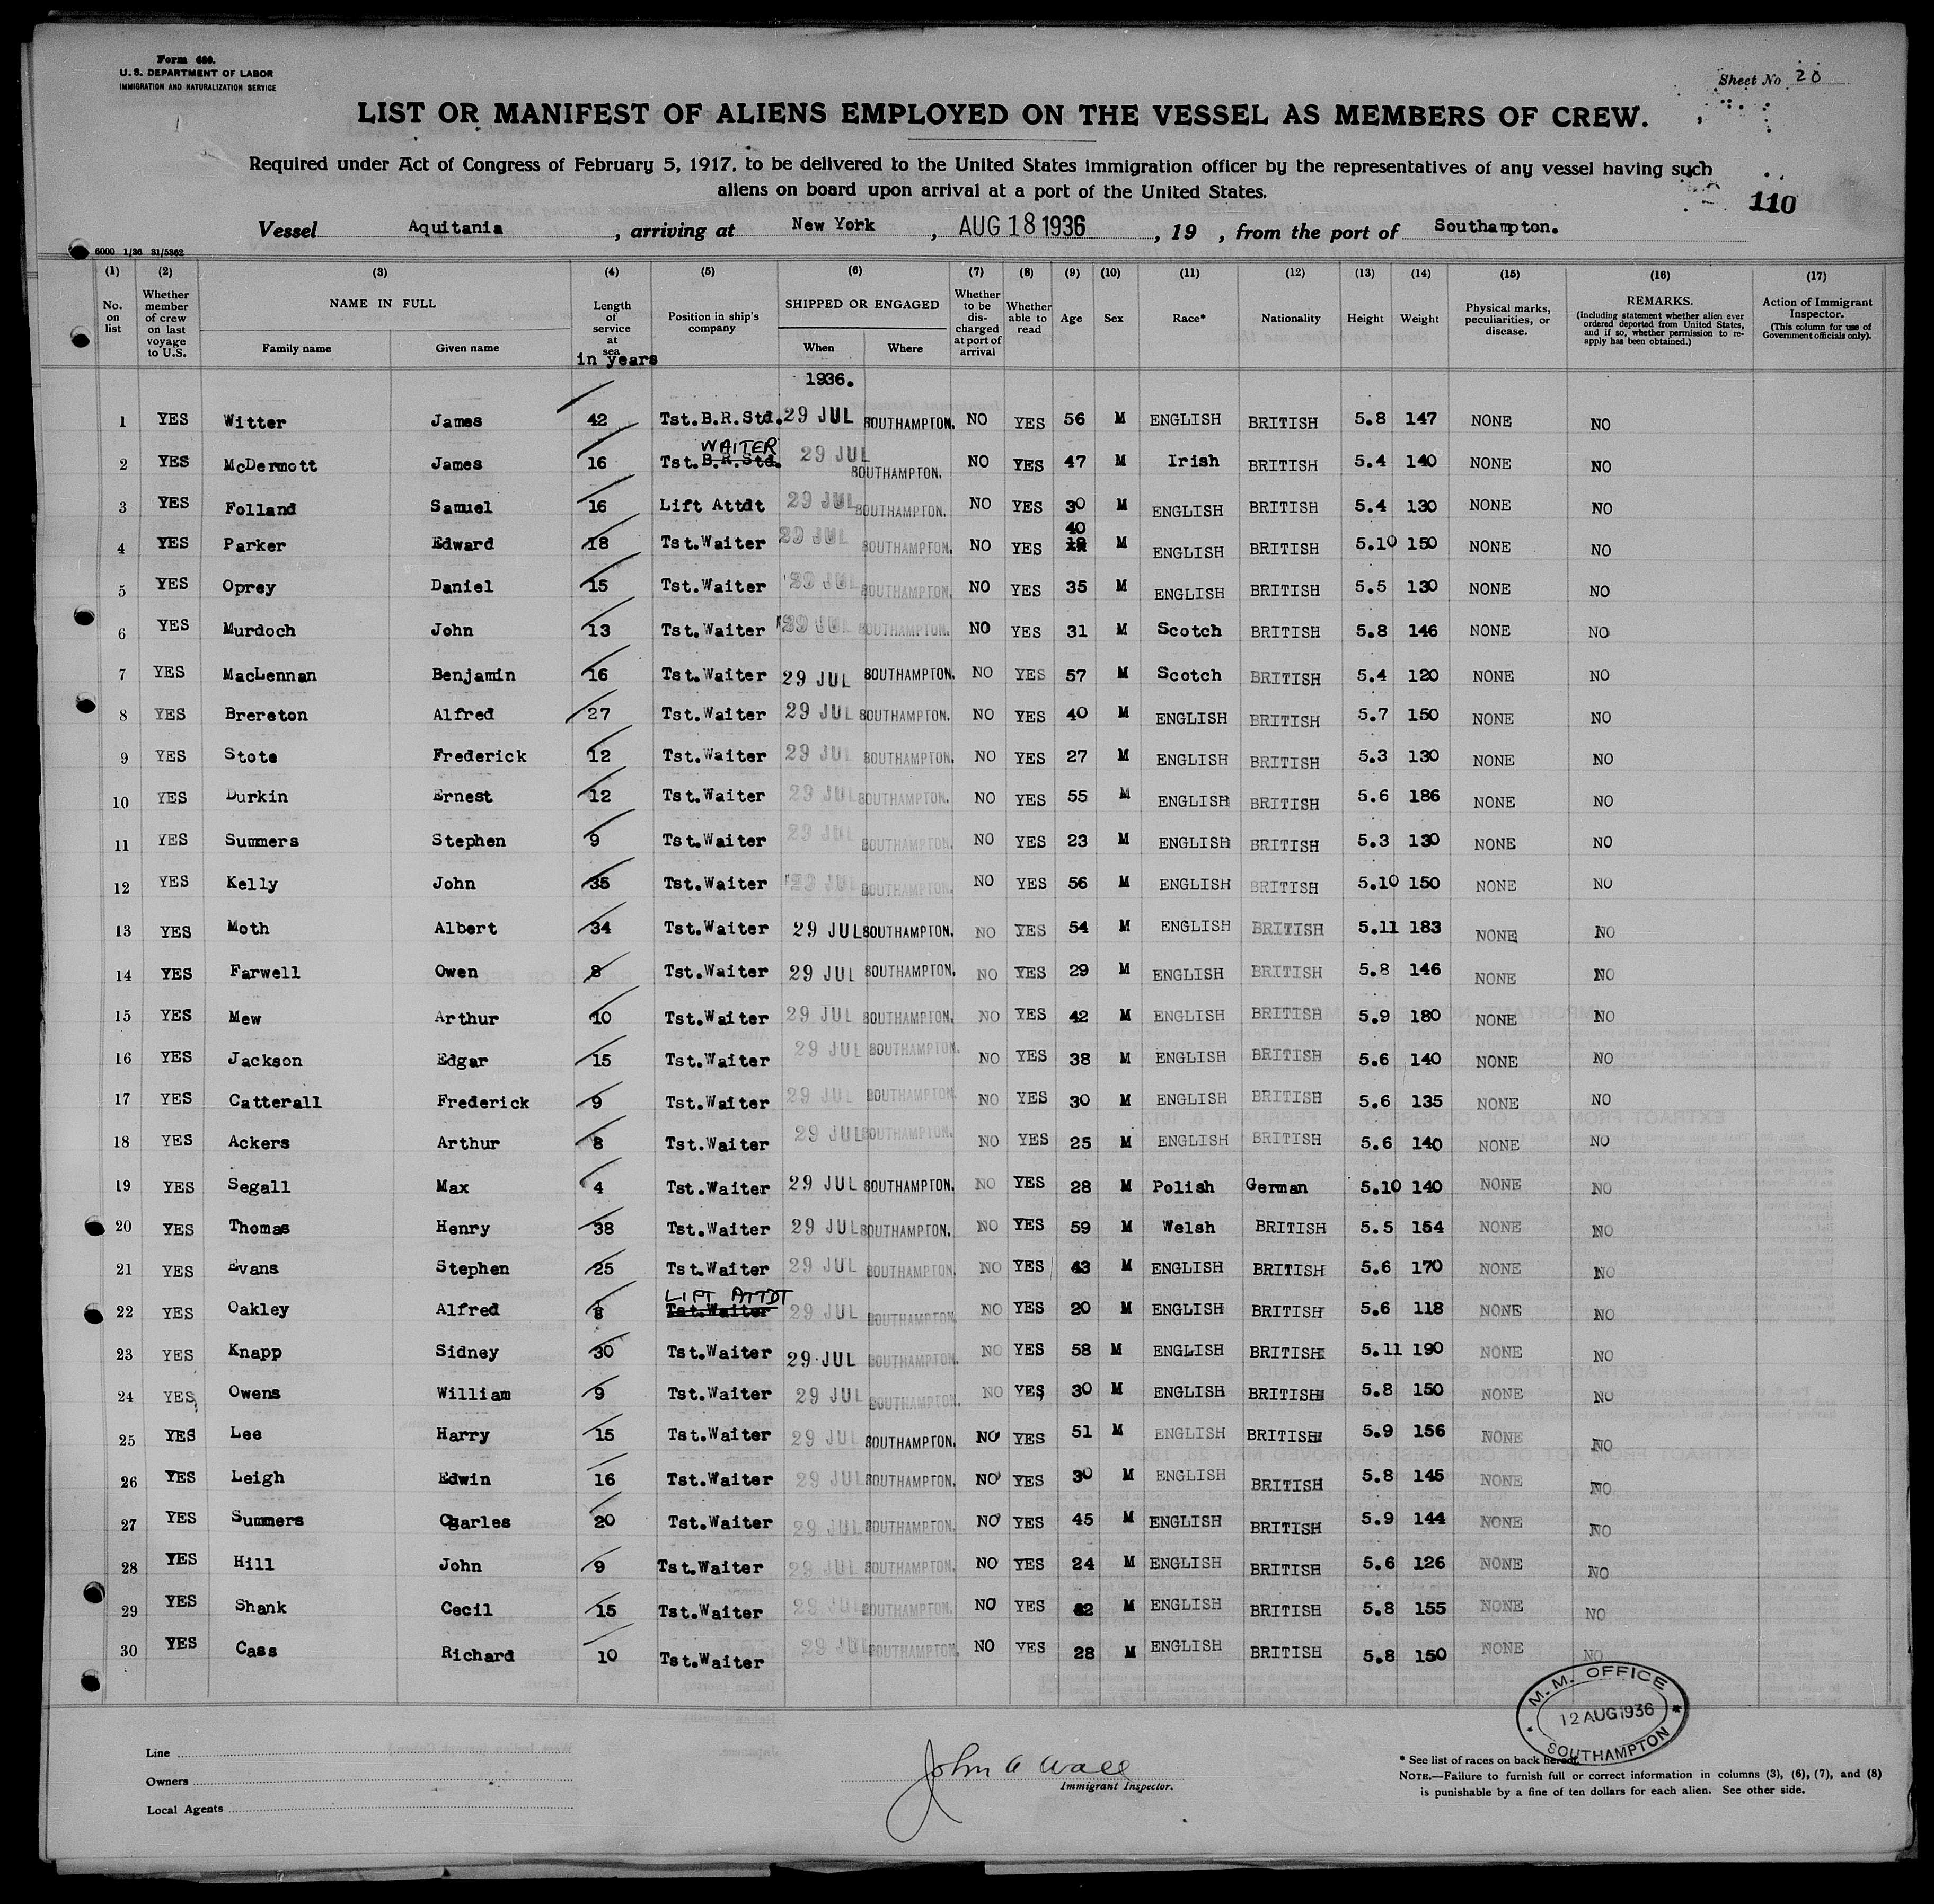 Form 666.
U. S. DEPARTMENT OF LABOR
IMMIGRATION AND NATURALIZATION SERVICE
Sheet No 20
LIST OR MANIFEST OF ALIENS EMPLOYED ON THE VESSEL AS MEMBERS OF CREW.
Required under Act of Congress of February 5, 1917, to be delivered to the United States immigration officer by the representatives of any vessel having such
aliens on board upon arrival at a port of the United States.
110
Vessel Aquitania , arriving at New York , AUG 18 1936 , 19 , from the port of Southampton.
6000 1/36 31/5362
(1) (2) (3) (4) (5) (6) (7) (8) (9) (10) (11) (12) (13) (14) (15) (16) (17)
No. on list
Whether member of crew on last voyage to U.S.
NAME IN FULL
Family name Given name
Length of service at sea in years
Position in ship's company
SHIPPED OR ENGAGED
When Where
Whether to be discharged at port of arrival
Whether able to read
Age
Sex
Race*
Nationality
Height
Weight
Physical marks, peculiarities, or disease.
REMARKS.
(Including statement whether alien ever ordered deported from United States, and if so, whether permission to re-apply has been obtained.)
Action of Immigrant Inspector.
(This column for use of Government officials only).
1936.
1 YES Witter James 42 Tst.B.R.Std. 29 JUL SOUTHAMPTON. NO YES 56 M ENGLISH BRITISH 5.8 147 NONE NO
WAITER
2 YES McDermott James 16 Tst.B.R.Std. 29 JUL SOUTHAMPTON. NO YES 47 M Irish BRITISH 5.4 140 NONE NO
3 YES Folland Samuel 16 Lift Attdt 29 JUL SOUTHAMPTON. NO YES 30 M ENGLISH BRITISH 5.4 130 NONE NO
4 YES Parker Edward 18 Tst.Waiter 29 JUL SOUTHAMPTON. NO YES 40 M ENGLISH BRITISH 5.10 150 NONE NO
5 YES Oprey Daniel 15 Tst.Waiter 29 JUL SOUTHAMPTON. NO YES 35 M ENGLISH BRITISH 5.5 130 NONE NO
6 YES Murdoch John 13 Tst.Waiter 29 JUL SOUTHAMPTON. NO YES 31 M Scotch BRITISH 5.8 146 NONE NO
7 YES MacLennan Benjamin 16 Tst.Waiter 29 JUL SOUTHAMPTON. NO YES 57 M Scotch BRITISH 5.4 120 NONE NO
8 YES Brereton Alfred 27 Tst.Waiter 29 JUL SOUTHAMPTON. NO YES 40 M ENGLISH BRITISH 5.7 150 NONE NO
9 YES Stote Frederick 12 Tst.Waiter 29 JUL SOUTHAMPTON. NO YES 27 M ENGLISH BRITISH 5.3 130 NONE NO
10 YES Durkin Ernest 12 Tst.Waiter 29 JUL SOUTHAMPTON. NO YES 55 M ENGLISH BRITISH 5.6 186 NONE NO
11 YES Summers Stephen 9 Tst.Waiter 29 JUL SOUTHAMPTON. NO YES 23 M ENGLISH BRITISH 5.3 130 NONE NO
12 YES Kelly John 35 Tst.Waiter 29 JUL SOUTHAMPTON. NO YES 56 M ENGLISH BRITISH 5.10 150 NONE NO
13 YES Moth Albert 34 Tst.Waiter 29 JUL SOUTHAMPTON. NO YES 54 M ENGLISH BRITISH 5.11 183 NONE NO
14 YES Farwell Owen 8 Tst.Waiter 29 JUL SOUTHAMPTON. NO YES 29 M ENGLISH BRITISH 5.8 146 NONE NO
15 YES Mew Arthur 10 Tst.Waiter 29 JUL SOUTHAMPTON. NO YES 42 M ENGLISH BRITISH 5.9 180 NONE NO
16 YES Jackson Edgar 15 Tst.Waiter 29 JUL SOUTHAMPTON. NO YES 38 M ENGLISH BRITISH 5.6 140 NONE NO
17 YES Catterall Frederick 9 Tst.Waiter 29 JUL SOUTHAMPTON. NO YES 30 M ENGLISH BRITISH 5.6 135 NONE NO
18 YES Ackers Arthur 8 Tst.Waiter 29 JUL SOUTHAMPTON. NO YES 25 M ENGLISH BRITISH 5.6 140 NONE NO
19 YES Segall Max 4 Tst.Waiter 29 JUL SOUTHAMPTON. NO YES 28 M Polish German 5.10 140 NONE NO
20 YES Thomas Henry 38 Tst.Waiter 29 JUL SOUTHAMPTON. NO YES 59 M Welsh BRITISH 5.5 154 NONE NO
21 YES Evans Stephen 25 Tst.Waiter 29 JUL SOUTHAMPTON. NO YES 43 M ENGLISH BRITISH 5.6 170 NONE NO
LIFT ATTDT
22 YES Oakley Alfred 8 Tst.Waiter 29 JUL SOUTHAMPTON. NO YES 20 M ENGLISH BRITISH 5.6 118 NONE NO
23 YES Knapp Sidney 30 Tst.Waiter 29 JUL SOUTHAMPTON. NO YES 58 M ENGLISH BRITISH 5.11 190 NONE NO
24 YES Owens William 9 Tst.Waiter 29 JUL SOUTHAMPTON. NO YES 30 M ENGLISH BRITISH 5.8 150 NONE NO
25 YES Lee Harry 15 Tst.Waiter 29 JUL SOUTHAMPTON. NO YES 51 M ENGLISH BRITISH 5.9 156 NONE NO
26 YES Leigh Edwin 16 Tst.Waiter 29 JUL SOUTHAMPTON. NO YES 30 M ENGLISH BRITISH 5.8 145 NONE NO
27 YES Summers Charles 20 Tst.Waiter 29 JUL SOUTHAMPTON. NO YES 45 M ENGLISH BRITISH 5.9 144 NONE NO
28 YES Hill John 9 Tst.Waiter 29 JUL SOUTHAMPTON. NO YES 24 M ENGLISH BRITISH 5.6 126 NONE NO
29 YES Shank Cecil 15 Tst.Waiter 29 JUL SOUTHAMPTON. NO YES M ENGLISH BRITISH 5.8 155 NONE NO
30 YES Cass Richard 10 Tst.Waiter 29 JUL SOUTHAMPTON. NO YES 28 M ENGLISH BRITISH 5.8 150 NONE NO
M. M. OFFICE
12 AUG 1936
SOUTHAMPTON
Line
Owners
Local Agents
John A Wall
Immigrant Inspector.
* See list of races on back hereof.
NOTE.—Failure to furnish full or correct information in columns (3), (6), (7), and (8)
is punishable by a fine of ten dollars for each alien. See other side.